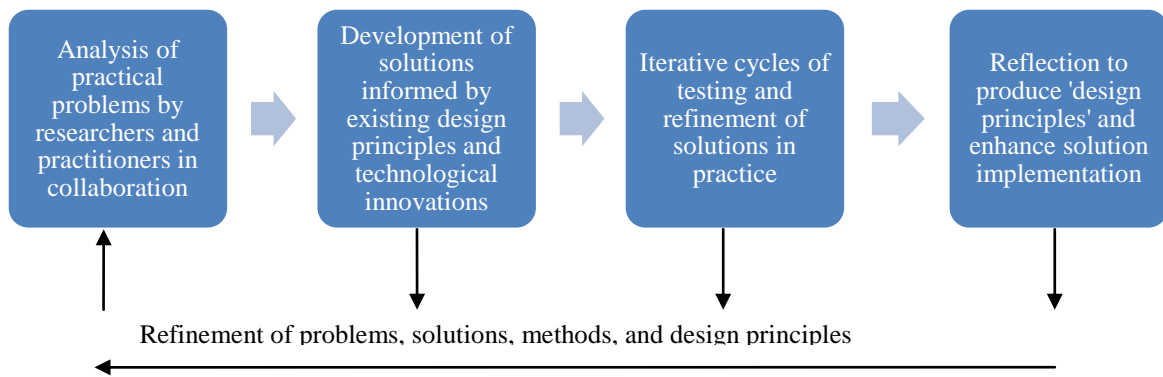 Analysis of
practical
problems by
researchers and
practitioners in
collaboration
Development of
solutions
informed by
existing design
principles and
technological
innovations
Iterative cycles of
testing and
refinement of
solutions in
practice
Reflection to
produce 'design
principles' and
enhance solution
implementation
Refinement of problems, solutions, methods, and design principles